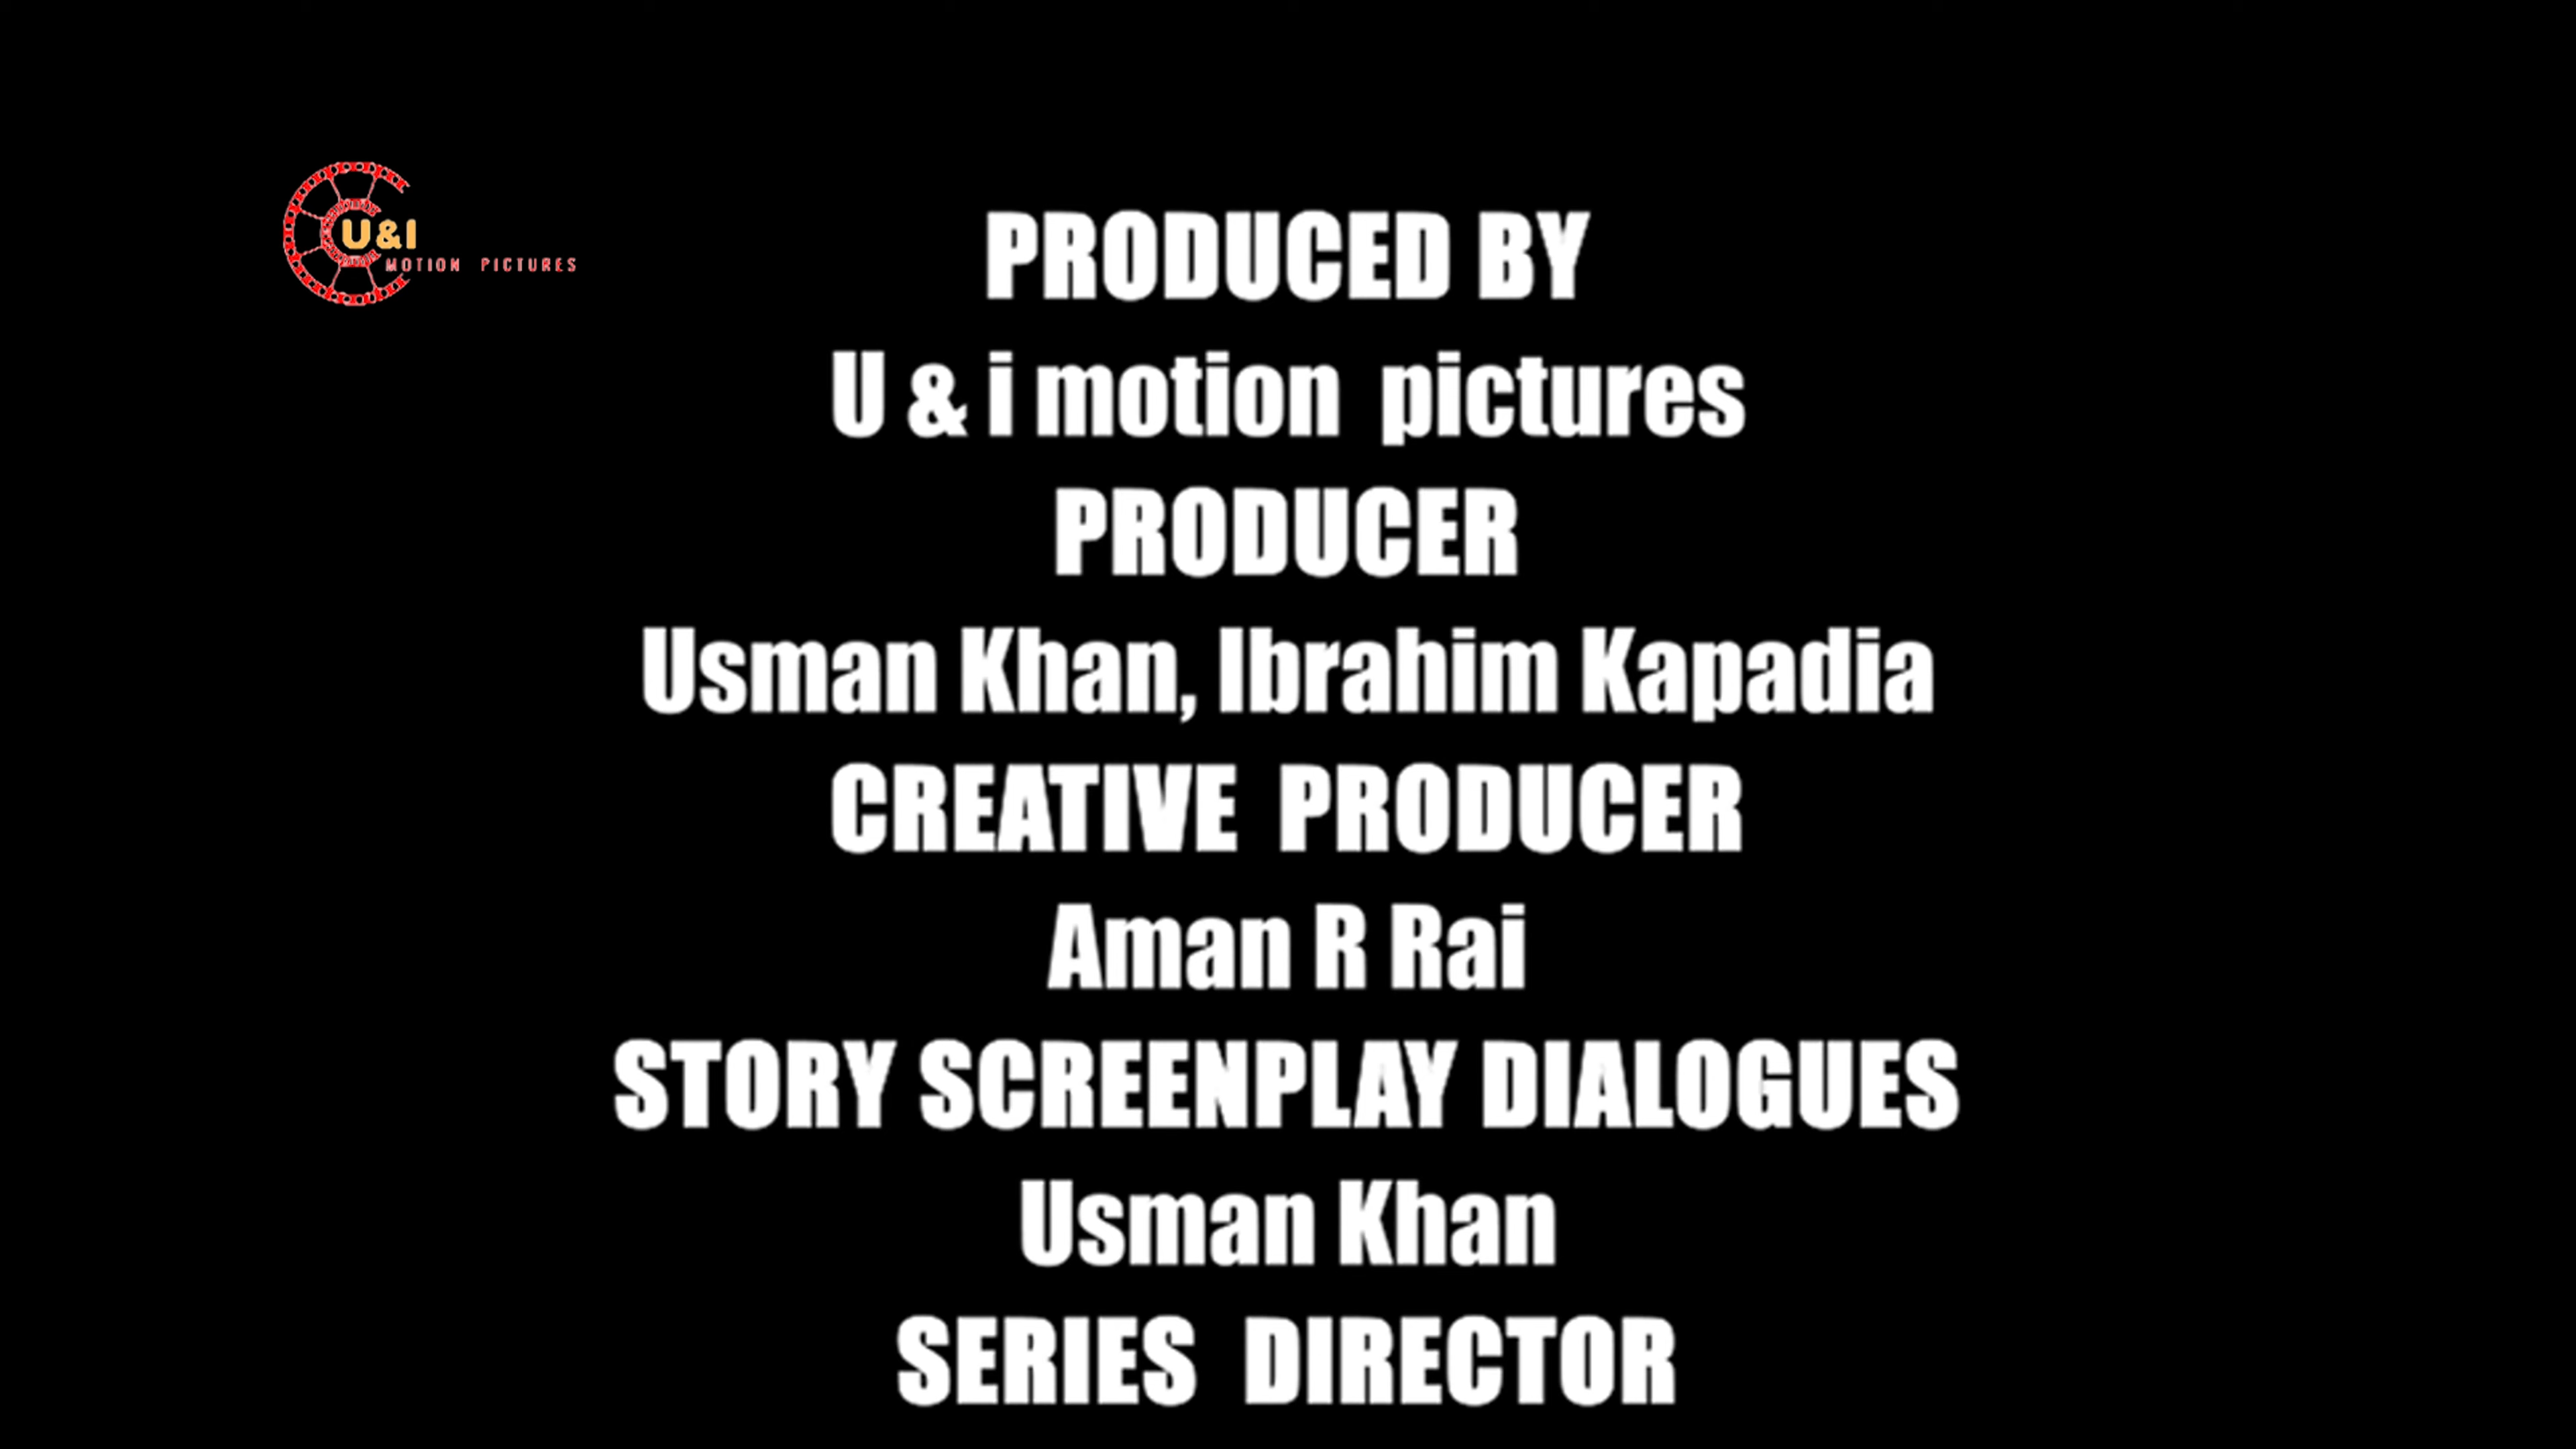 U&I
MOTION PICTURES
PRODUCED BY
U & i motion pictures
PRODUCER
Usman Khan, Ibrahim Kapadia
CREATIVE PRODUCER
Aman R Rai
STORY SCREENPLAY DIALOGUES
Usman Khan
SERIES DIRECTOR